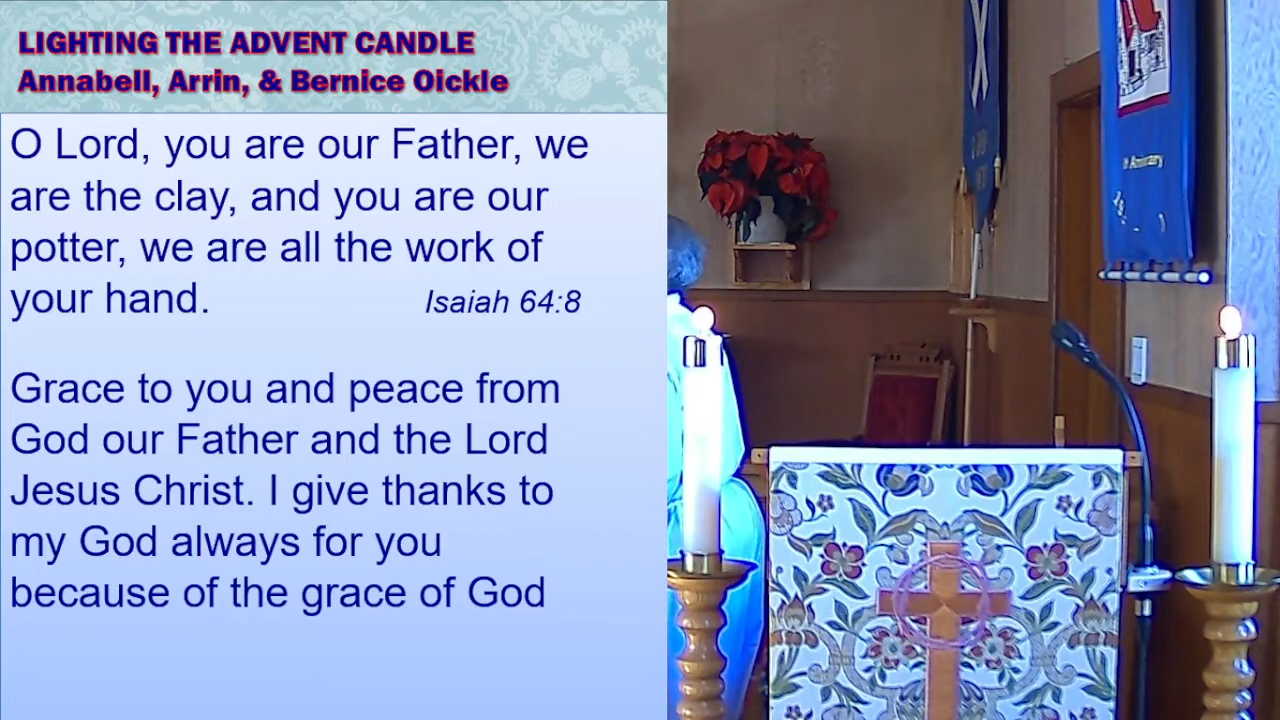 LIGHTING THE ADVENT CANDLE
Annabell, Arrin, & Bernice Oickle
O Lord, you are our Father, we
are the clay, and you are our
potter, we are all the work of
your hand. Isaiah 64:8
Grace to you and peace from
God our Father and the Lord
Jesus Christ. I give thanks to
my God always for you
because of the grace of God